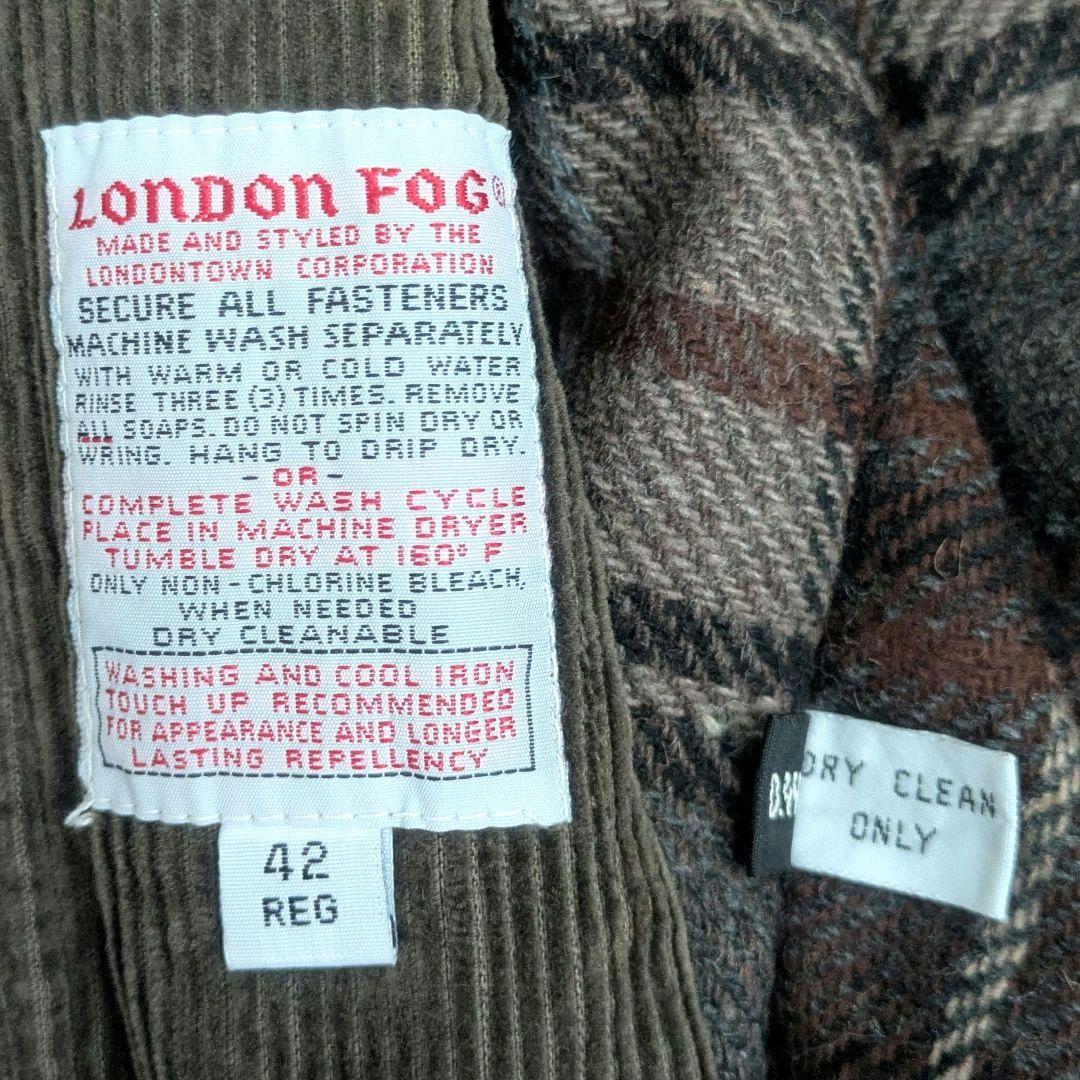 LONDON FOG®
MADE AND STYLED BY THE
LONDONTOWN CORPORATION
SECURE ALL FASTENERS
MACHINE WASH SEPARATELY
WITH WARM OR COLD WATER
RINSE THREE (3) TIMES. REMOVE
ALL SOAPS. DO NOT SPIN DRY OR
WRING. HANG TO DRIP DRY.
- OR -
COMPLETE WASH CYCLE
PLACE IN MACHINE DRYER
TUMBLE DRY AT 160° F
ONLY NON-CHLORINE BLEACH,
WHEN NEEDED
DRY CLEANABLE
WASHING AND COOL IRON
TOUCH UP RECOMMENDED
FOR APPEARANCE AND LONGER
LASTING REPELLENCY
42
REG
DRY CLEAN
ONLY